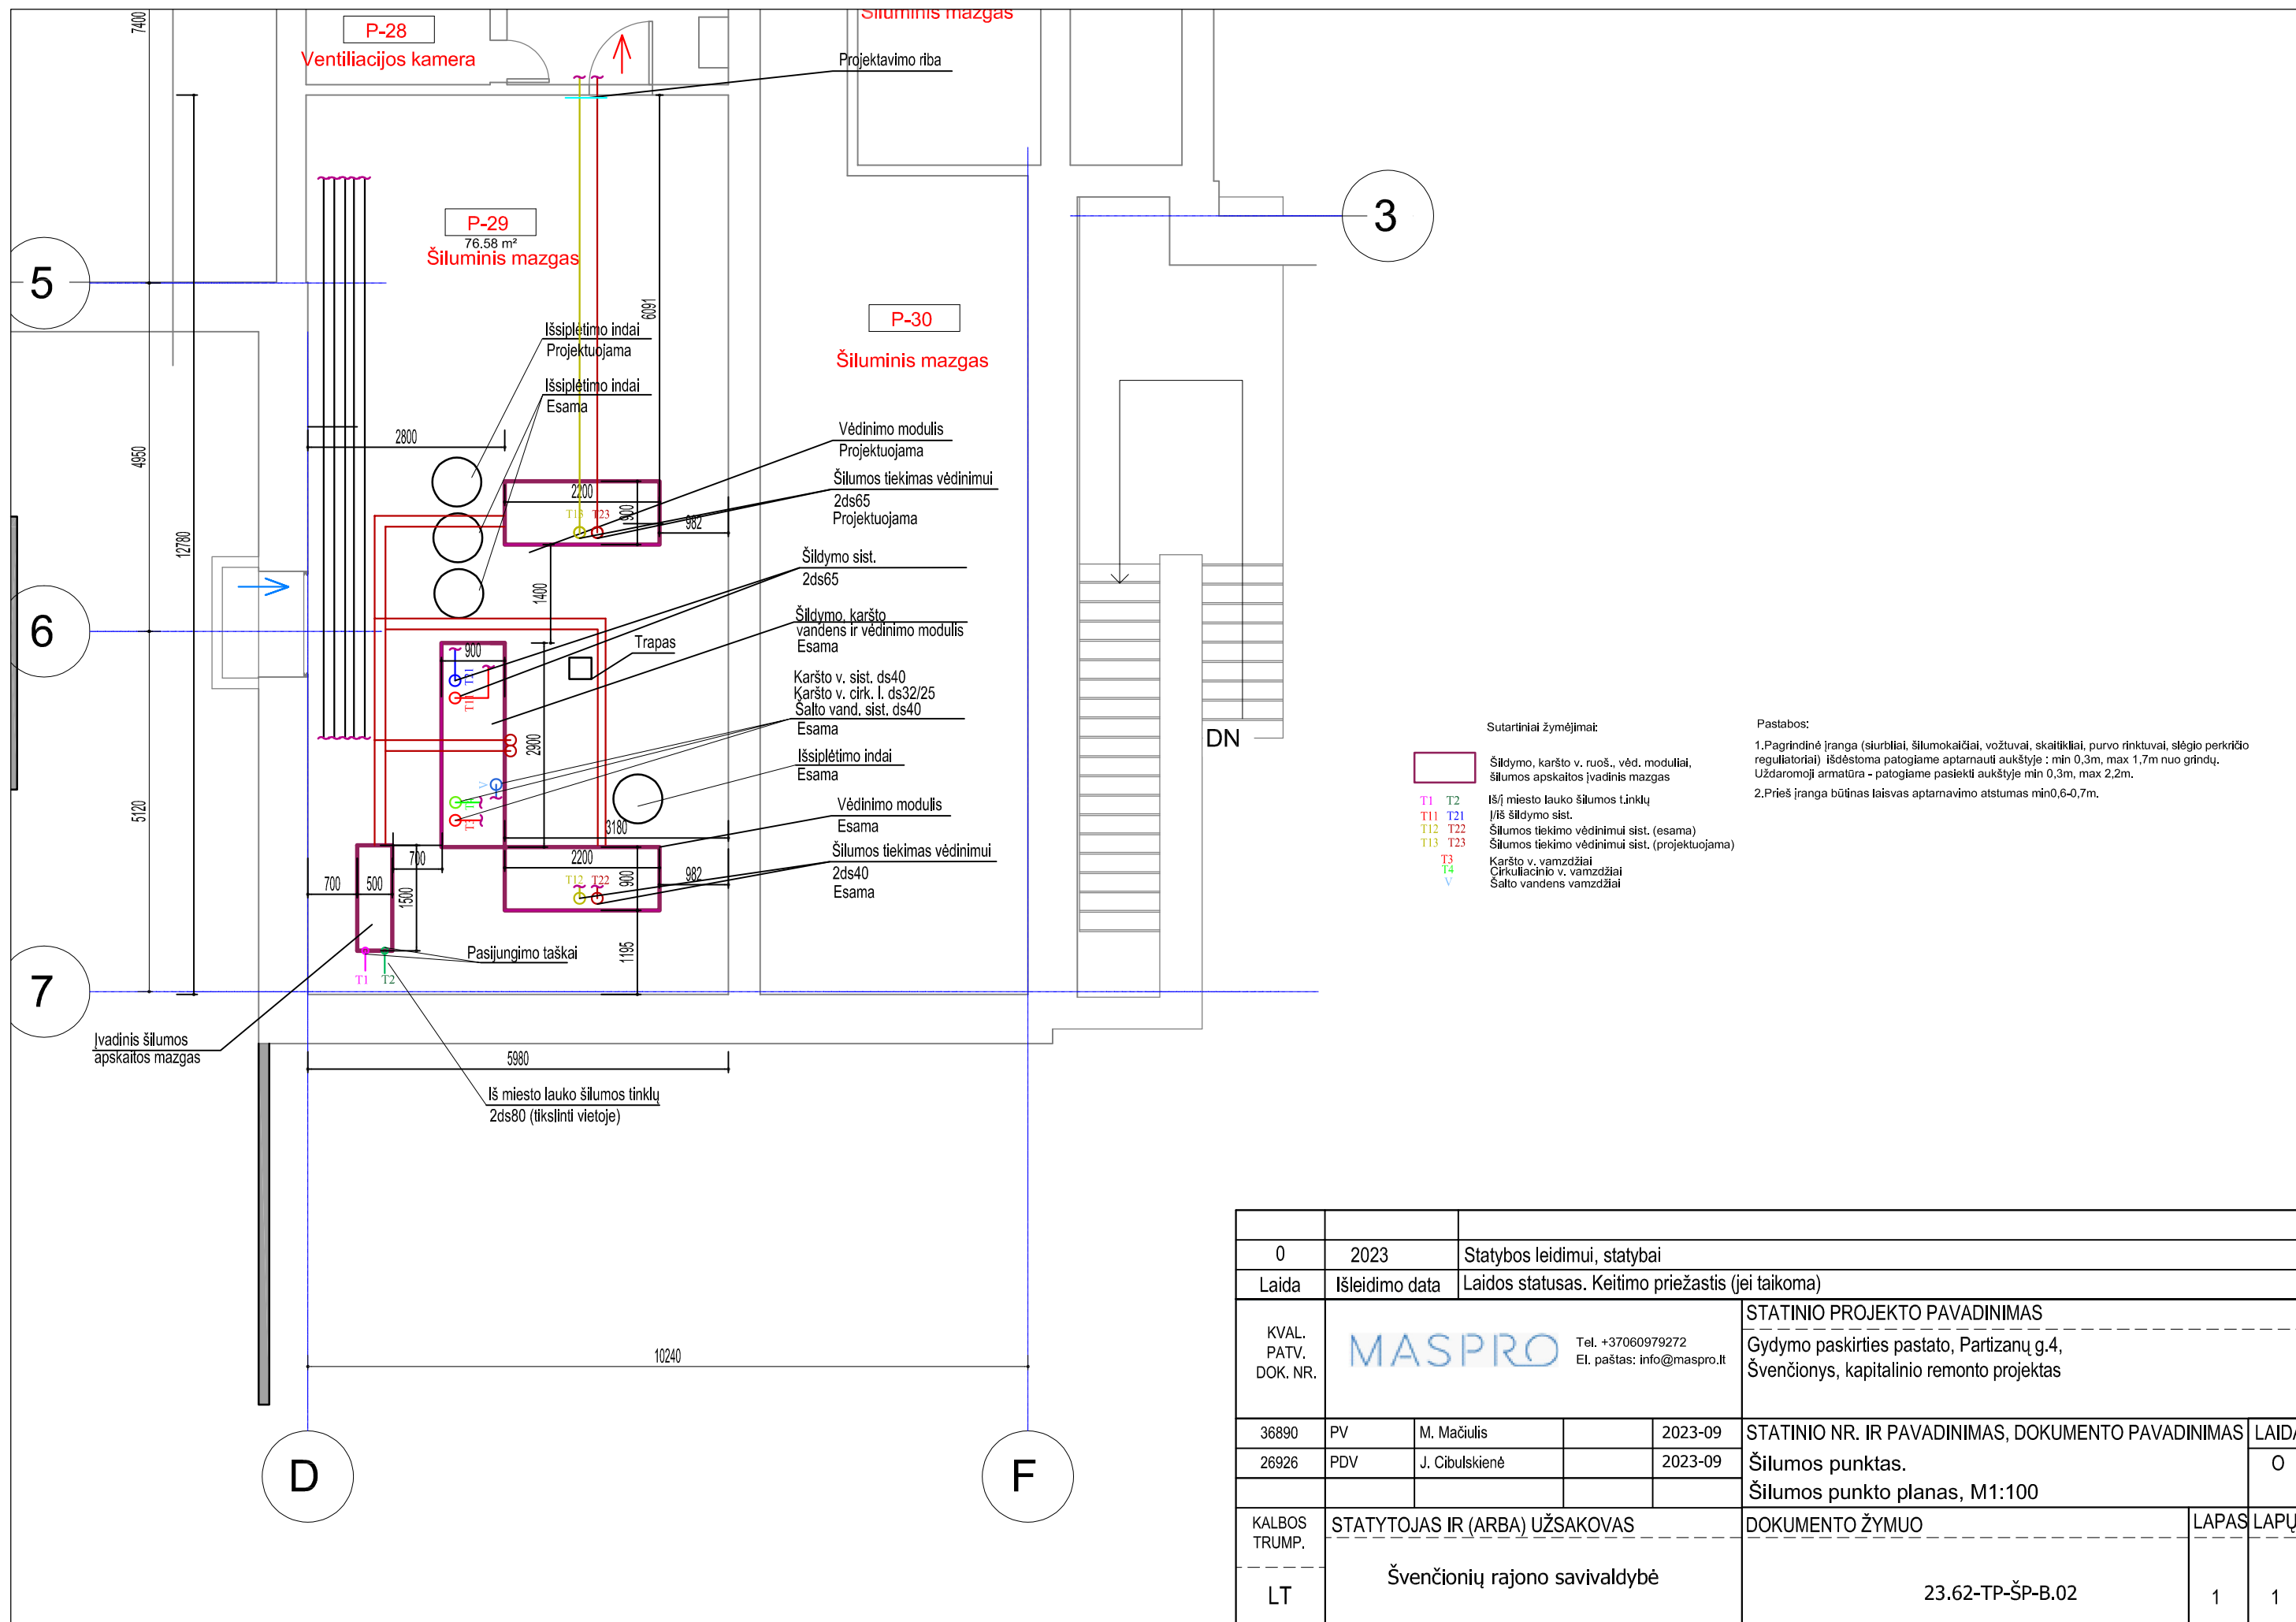 7400
P-28
Ventiliacijos kamera
Šiluminis mazgas
Projektavimo riba
12780
P-29
76.58 m²
Šiluminis mazgas
3
5
6091
P-30
Šiluminis mazgas
Išsiplėtimo indai
Projektuojama
Išsiplėtimo indai
Esama
4950
2800
Vėdinimo modulis
Projektuojama
Šilumos tiekimas vėdinimui
2ds65
Projektuojama
2200
T13
T23
900
982
Šildymo sist.
2ds65
1400
6
Šildymo, karšto
vandens ir vėdinimo modulis
Esama
Trapas
900
T21
T11
Karšto v. sist. ds40
Karšto v. cirk. l. ds32/25
Šalto vand. sist. ds40
Esama
2900
Išsiplėtimo indai
Esama
V
T3
5120
3180
Vėdinimo modulis
Esama
Šilumos tiekimas vėdinimui
2ds40
Esama
700
2200
T12
T22
900
982
700
500
1500
1195
Pasijungimo taškai
T1
T2
7
Įvadinis šilumos
apskaitos mazgas
5980
Iš miesto lauko šilumos tinklų
2ds80 (tikslinti vietoje)
10240
D
F
DN
Sutartiniai žymėjimai:
Šildymo, karšto v. ruoš., vėd. moduliai,
šilumos apskaitos įvadinis mazgas
T1 T2 Iš/į miesto lauko šilumos t.inklų
T11 T21 Į/iš šildymo sist.
T12 T22 Šilumos tiekimo vėdinimui sist. (esama)
T13 T23 Šilumos tiekimo vėdinimui sist. (projektuojama)
T3 Karšto v. vamzdžiai
T4 Cirkuliacinio v. vamzdžiai
V Šalto vandens vamzdžiai
Pastabos:
1.Pagrindinė įranga (siurbliai, šilumokaičiai, vožtuvai, skaitikliai, purvo rinktuvai, slėgio perkričio
reguliatoriai) išdėstoma patogiame aptarnauti aukštyje : min 0,3m, max 1,7m nuo grindų.
Uždaromoji armatūra - patogiame pasiekti aukštyje min 0,3m, max 2,2m.
2.Prieš įranga būtinas laisvas aptarnavimo atstumas min0,6-0,7m.
0 2023 Statybos leidimui, statybai
Laida Išleidimo data Laidos statusas. Keitimo priežastis (jei taikoma)
KVAL.
PATV.
DOK. NR.
MASPRO
Tel. +37060979272
El. paštas: info@maspro.lt
STATINIO PROJEKTO PAVADINIMAS
Gydymo paskirties pastato, Partizanų g.4,
Švenčionys, kapitalinio remonto projektas
36890 PV M. Mačiulis 2023-09
26926 PDV J. Cibulskienė 2023-09
STATINIO NR. IR PAVADINIMAS, DOKUMENTO PAVADINIMAS
LAIDA
Šilumos punktas.
Šilumos punkto planas, M1:100
O
KALBOS
TRUMP.
LT
STATYTOJAS IR (ARBA) UŽSAKOVAS
Švenčionių rajono savivaldybė
DOKUMENTO ŽYMUO
23.62-TP-ŠP-B.02
LAPAS
1
LAPŲ
1